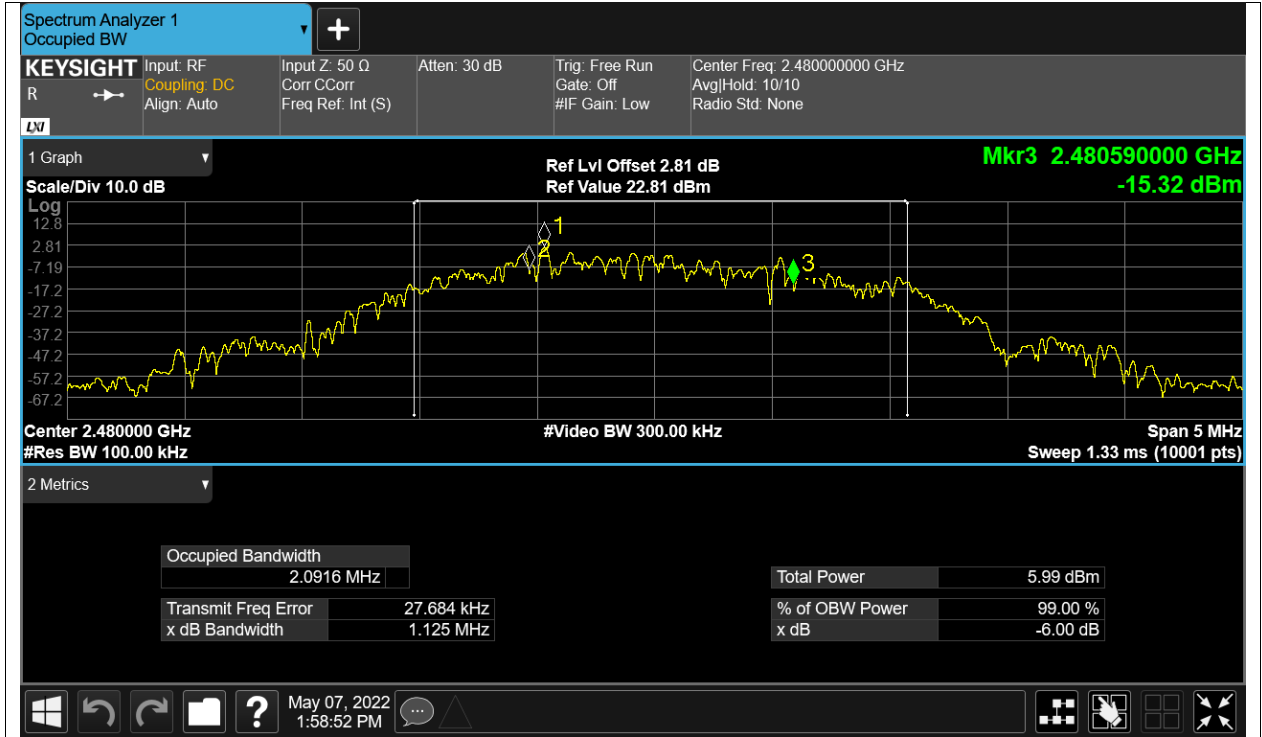 Spectrum Analyzer 1
Occupied BW
+
KEYSIGHT
R
LXI
Input: RF
Coupling: DC
Align: Auto
Input Z: 50 Ω
Corr CCorr
Freq Ref: Int (S)
Atten: 30 dB
Trig: Free Run
Gate: Off
#IF Gain: Low
Center Freq: 2.480000000 GHz
Avg|Hold: 10/10
Radio Std: None
1 Graph
Scale/Div 10.0 dB
Ref Lvl Offset 2.81 dB
Ref Value 22.81 dBm
Mkr3 2.480590000 GHz
-15.32 dBm
Log
12.8
2.81
-7.19
-17.2
-27.2
-37.2
-47.2
-57.2
-67.2
1
2
3
Center 2.480000 GHz
#Res BW 100.00 kHz
#Video BW 300.00 kHz
Span 5 MHz
Sweep 1.33 ms (10001 pts)
2 Metrics
Occupied Bandwidth
2.0916 MHz
Transmit Freq Error 27.684 kHz
x dB Bandwidth 1.125 MHz
Total Power 5.99 dBm
% of OBW Power 99.00 %
x dB -6.00 dB
?
May 07, 2022
1:58:52 PM